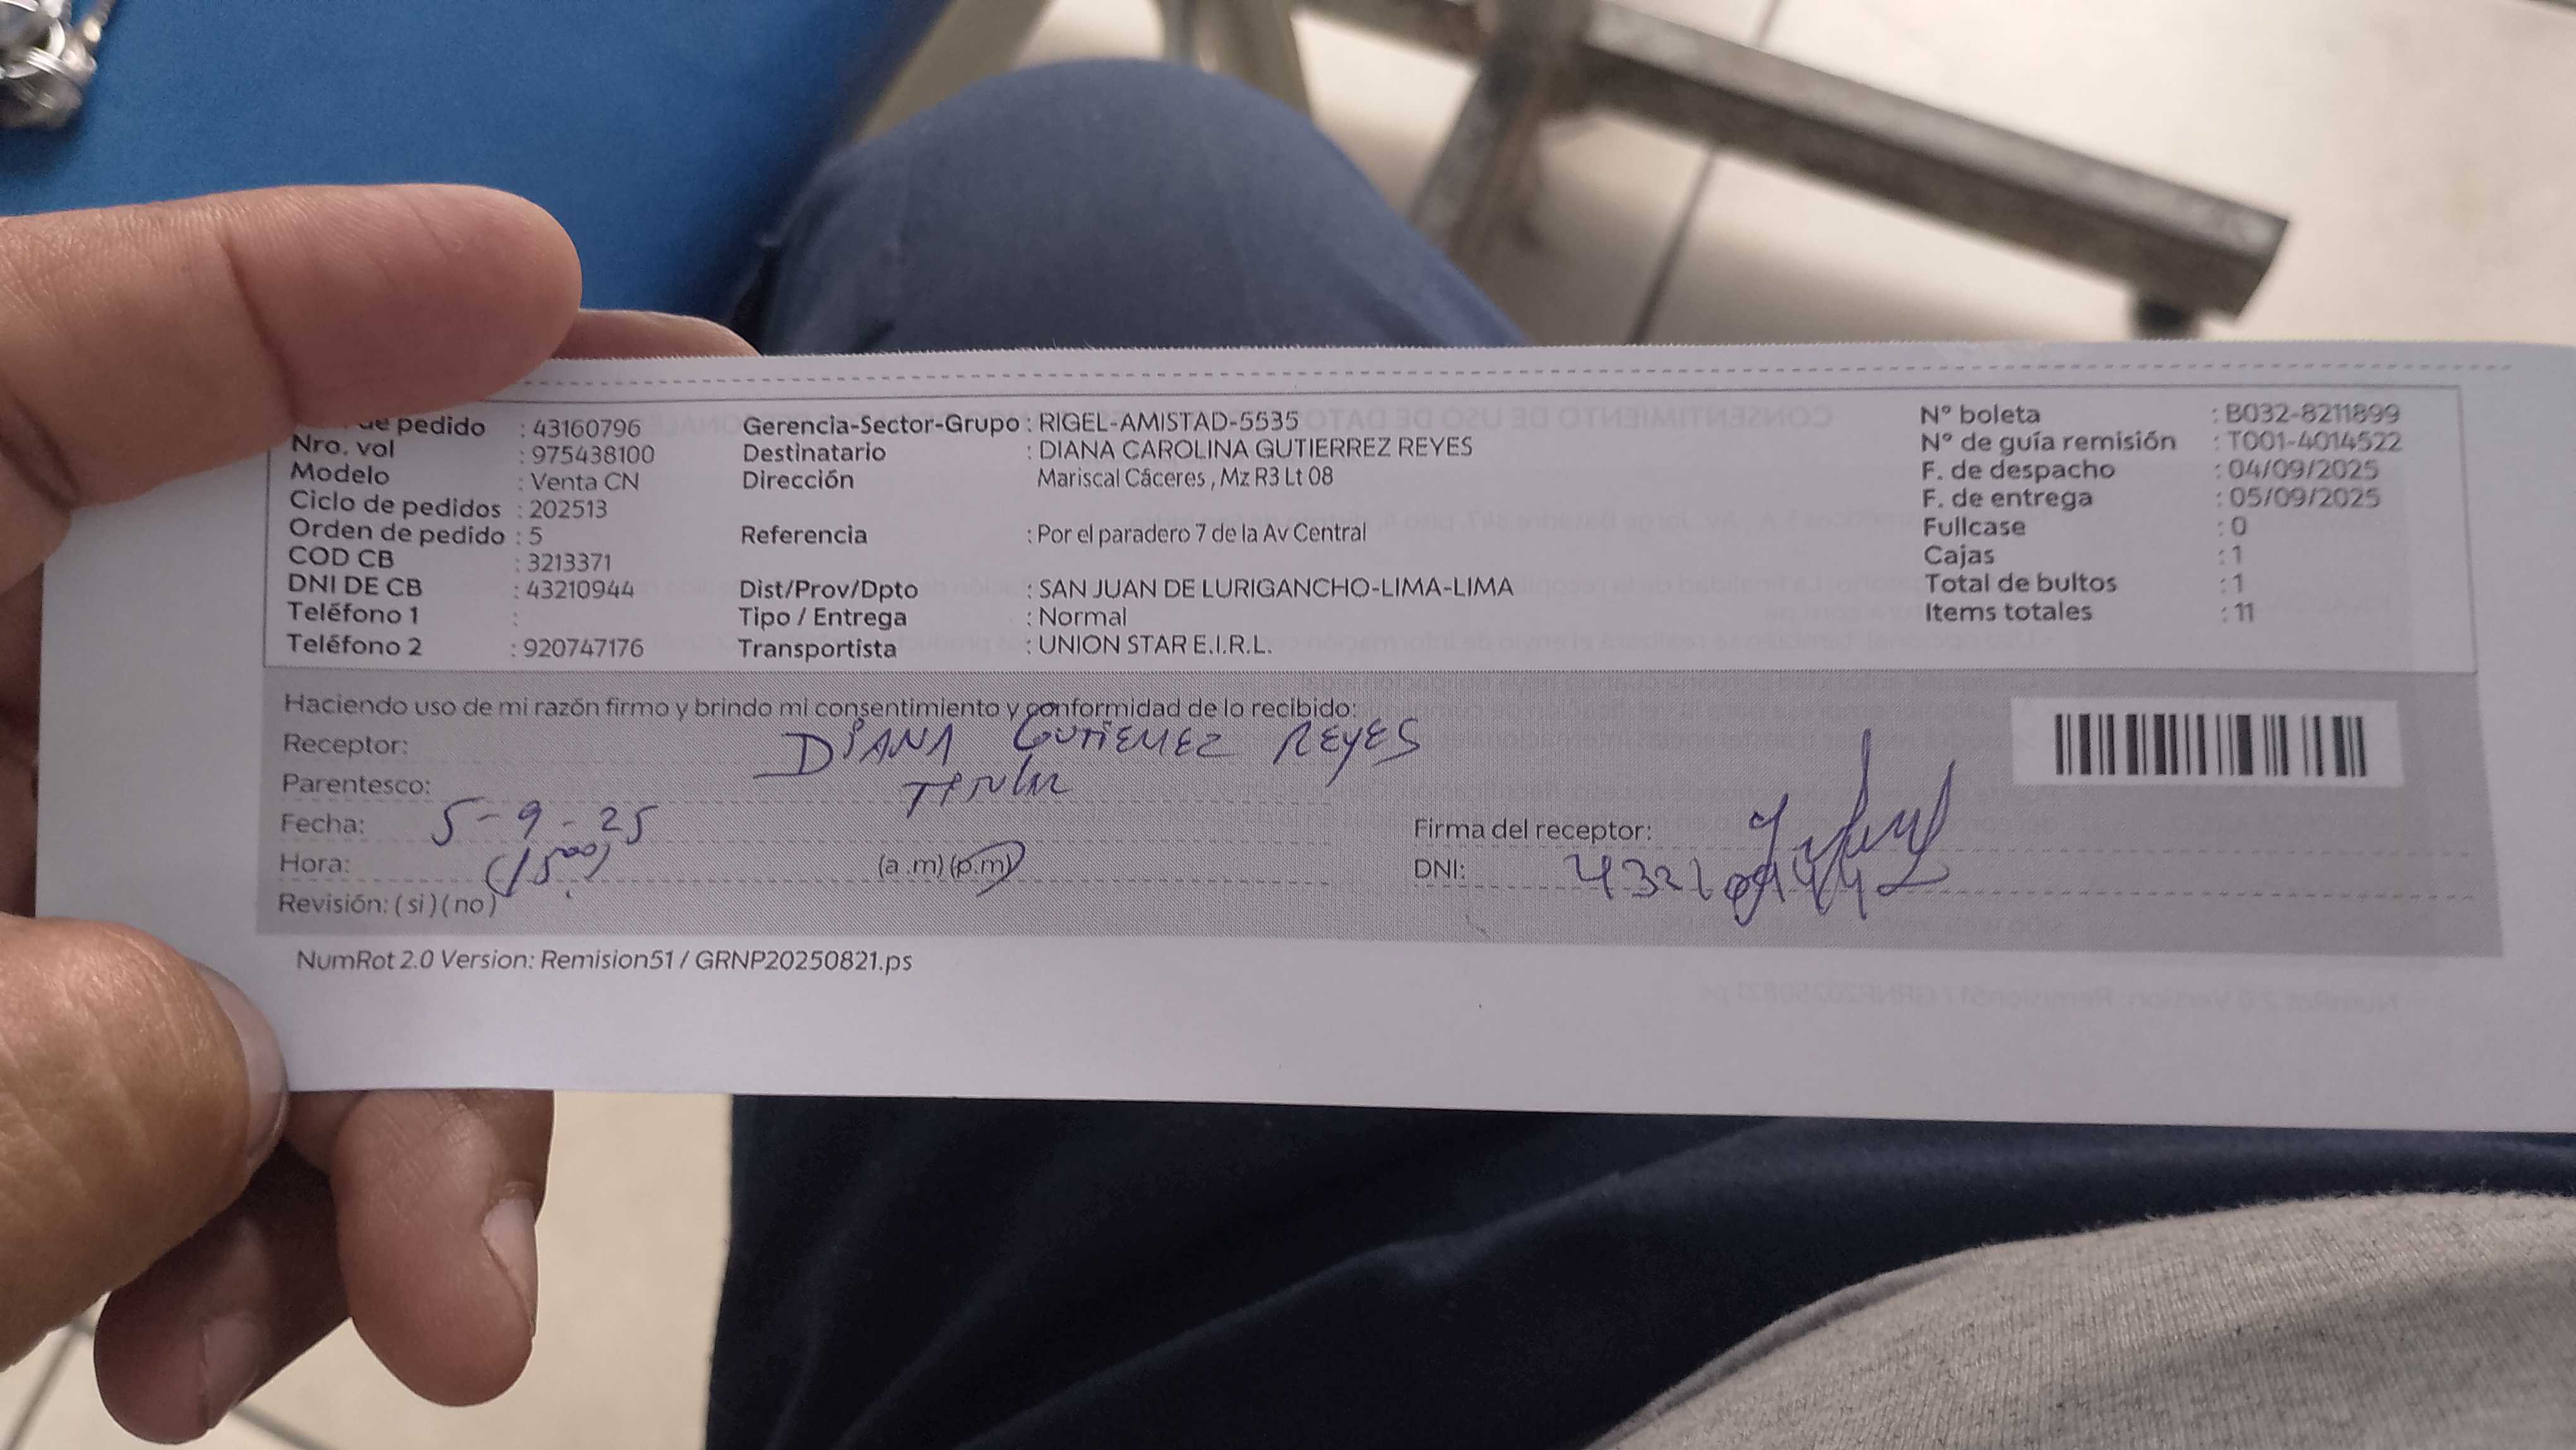 de pedido : 43160796 Gerencia-Sector-Grupo : RIGEL-AMISTAD-5535 N° boleta : B032-8211899
Nro. vol : 975438100 Destinatario : DIANA CAROLINA GUTIERREZ REYES N° de guía remisión : T001-4014522
Modelo : Venta CN Dirección Mariscal Cáceres , Mz R3 Lt 08 F. de despacho : 04/09/2025
Ciclo de pedidos : 202513 F. de entrega : 05/09/2025
Orden de pedido : 5 Referencia : Por el paradero 7 de la Av Central Fullcase : 0
COD CB : 3213371 Cajas : 1
DNI DE CB : 43210944 Dist/Prov/Dpto : SAN JUAN DE LURIGANCHO-LIMA-LIMA Total de bultos : 1
Teléfono 1 : Tipo / Entrega : Normal Items totales : 11
Teléfono 2 : 920747176 Transportista : UNION STAR E.I.R.L.
Haciendo uso de mi razón firmo y brindo mi consentimiento y conformidad de lo recibido:
Receptor: DIANA GUTIERREZ REYES
Parentesco:
Fecha: 5-9-25 Firma del receptor:
Hora: (15:00) (a .m) (p.m) DNI:
Revisión: ( si ) ( no )
NumRot 2.0 Version: Remision51 / GRNP20250821.ps